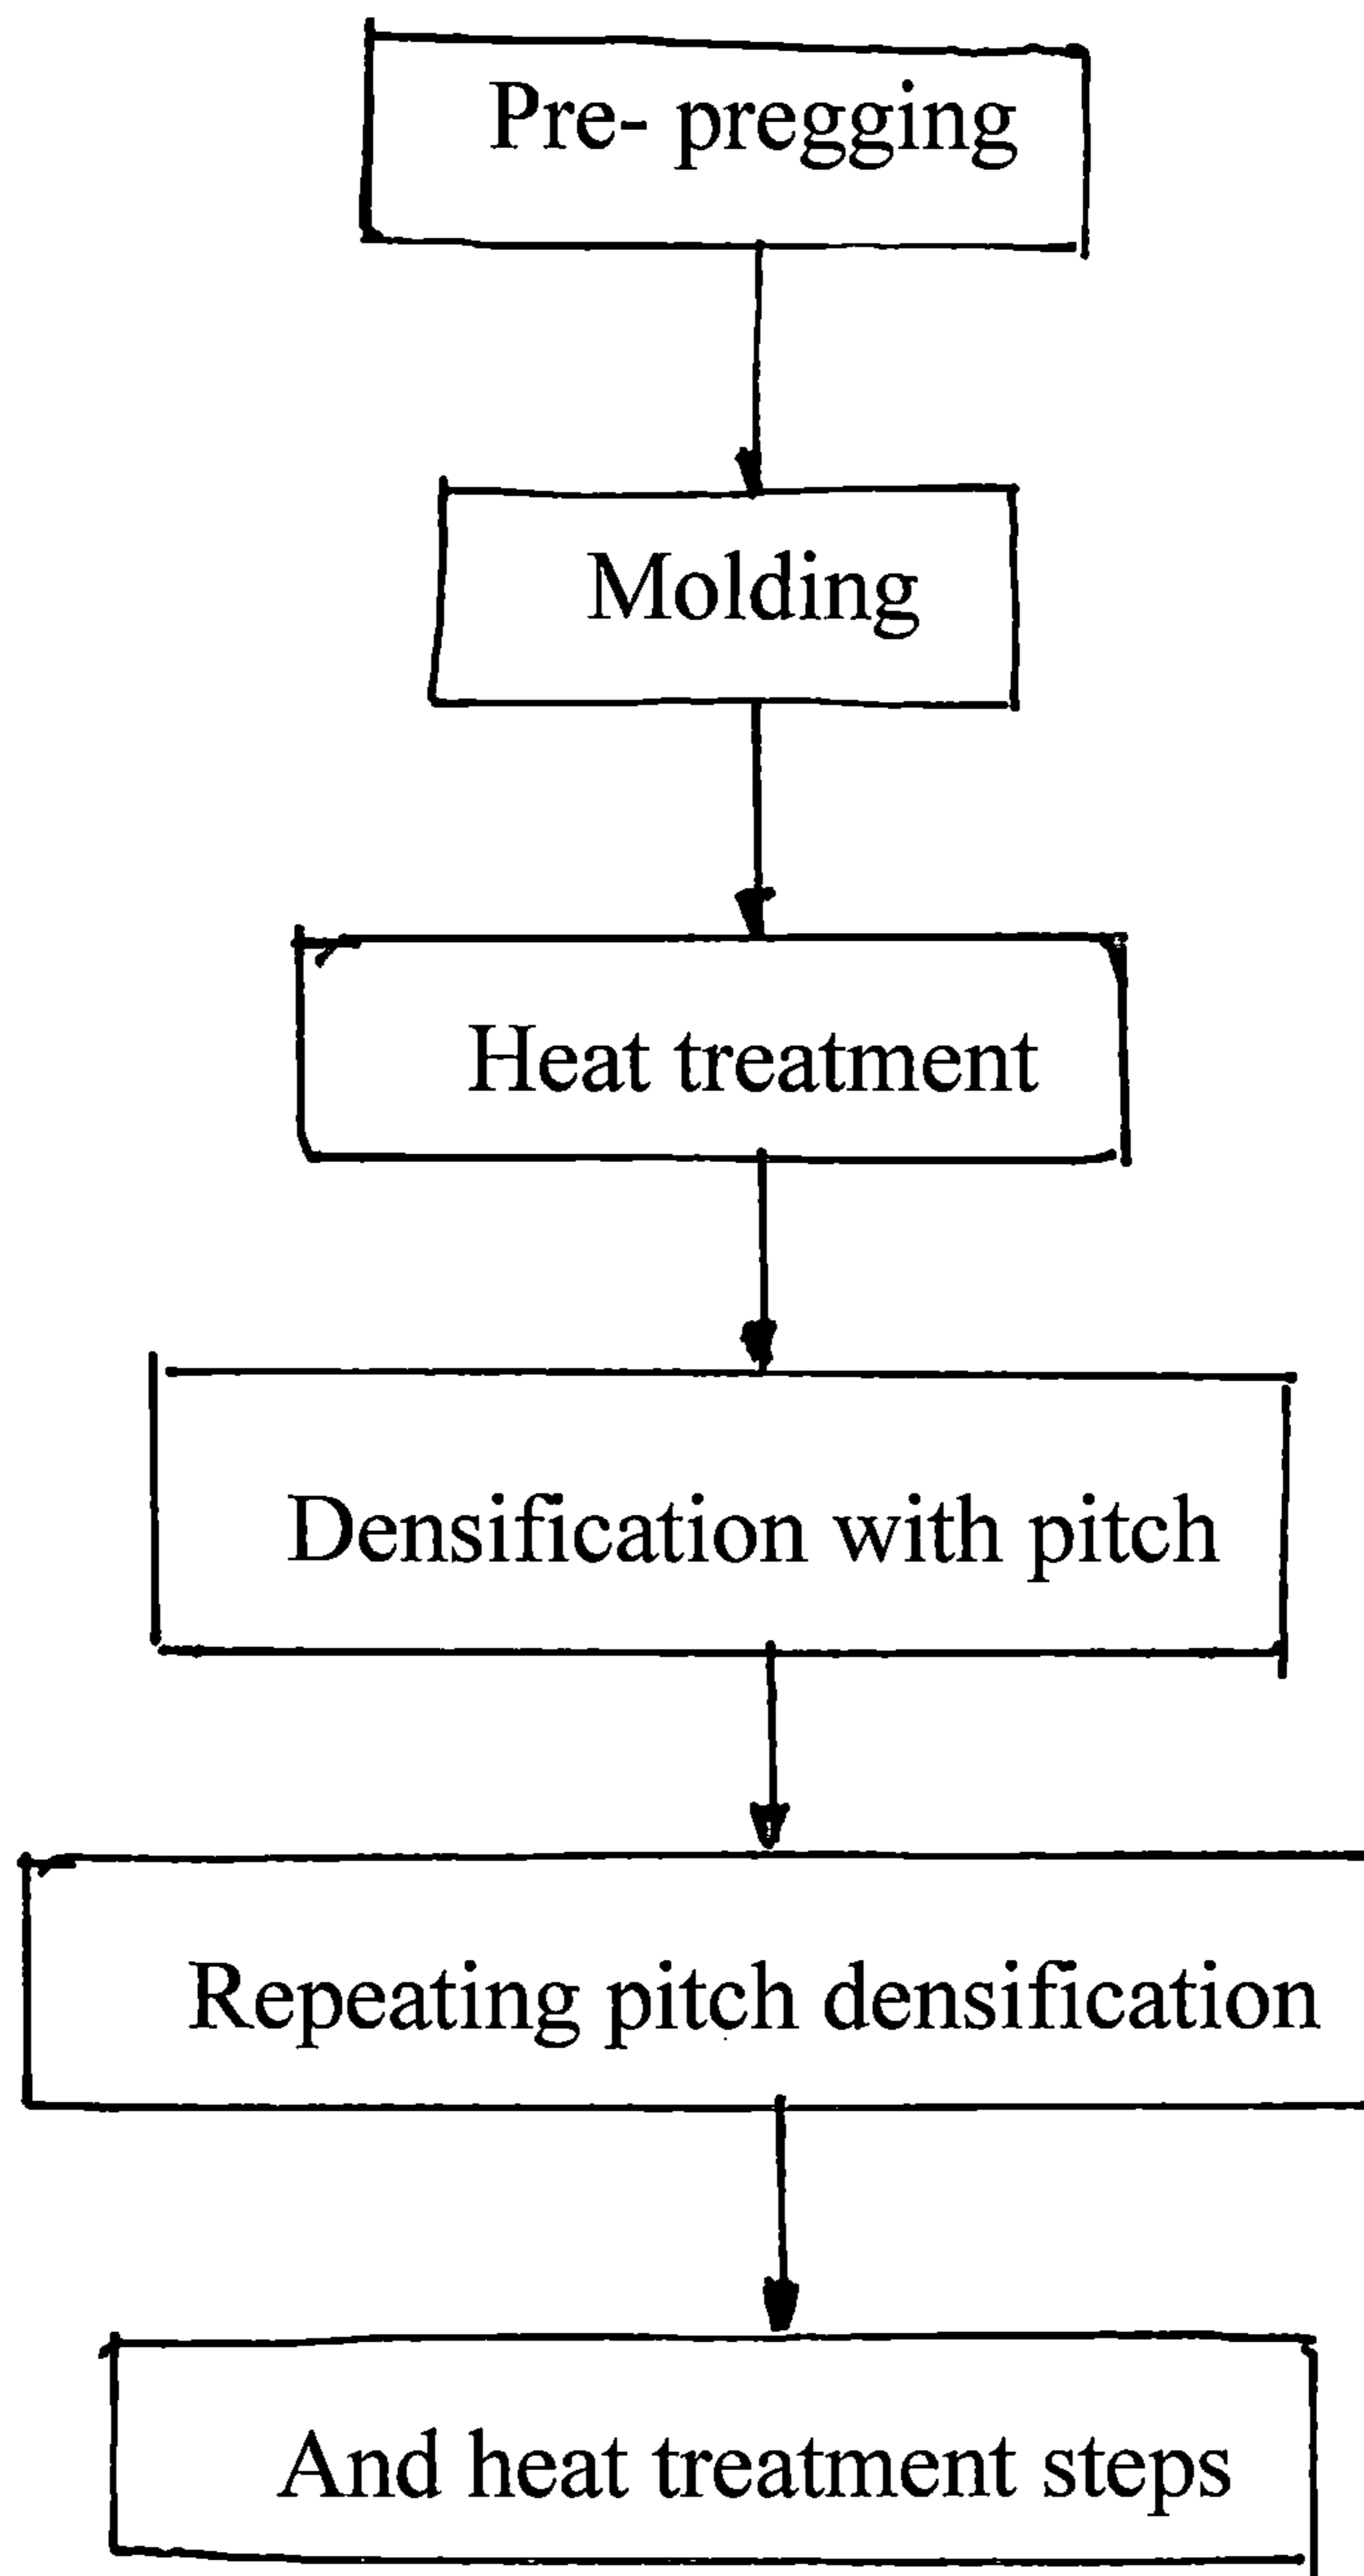 Pre- pregging
Molding
Heat treatment
Densification with pitch
Repeating pitch densification
And heat treatment steps